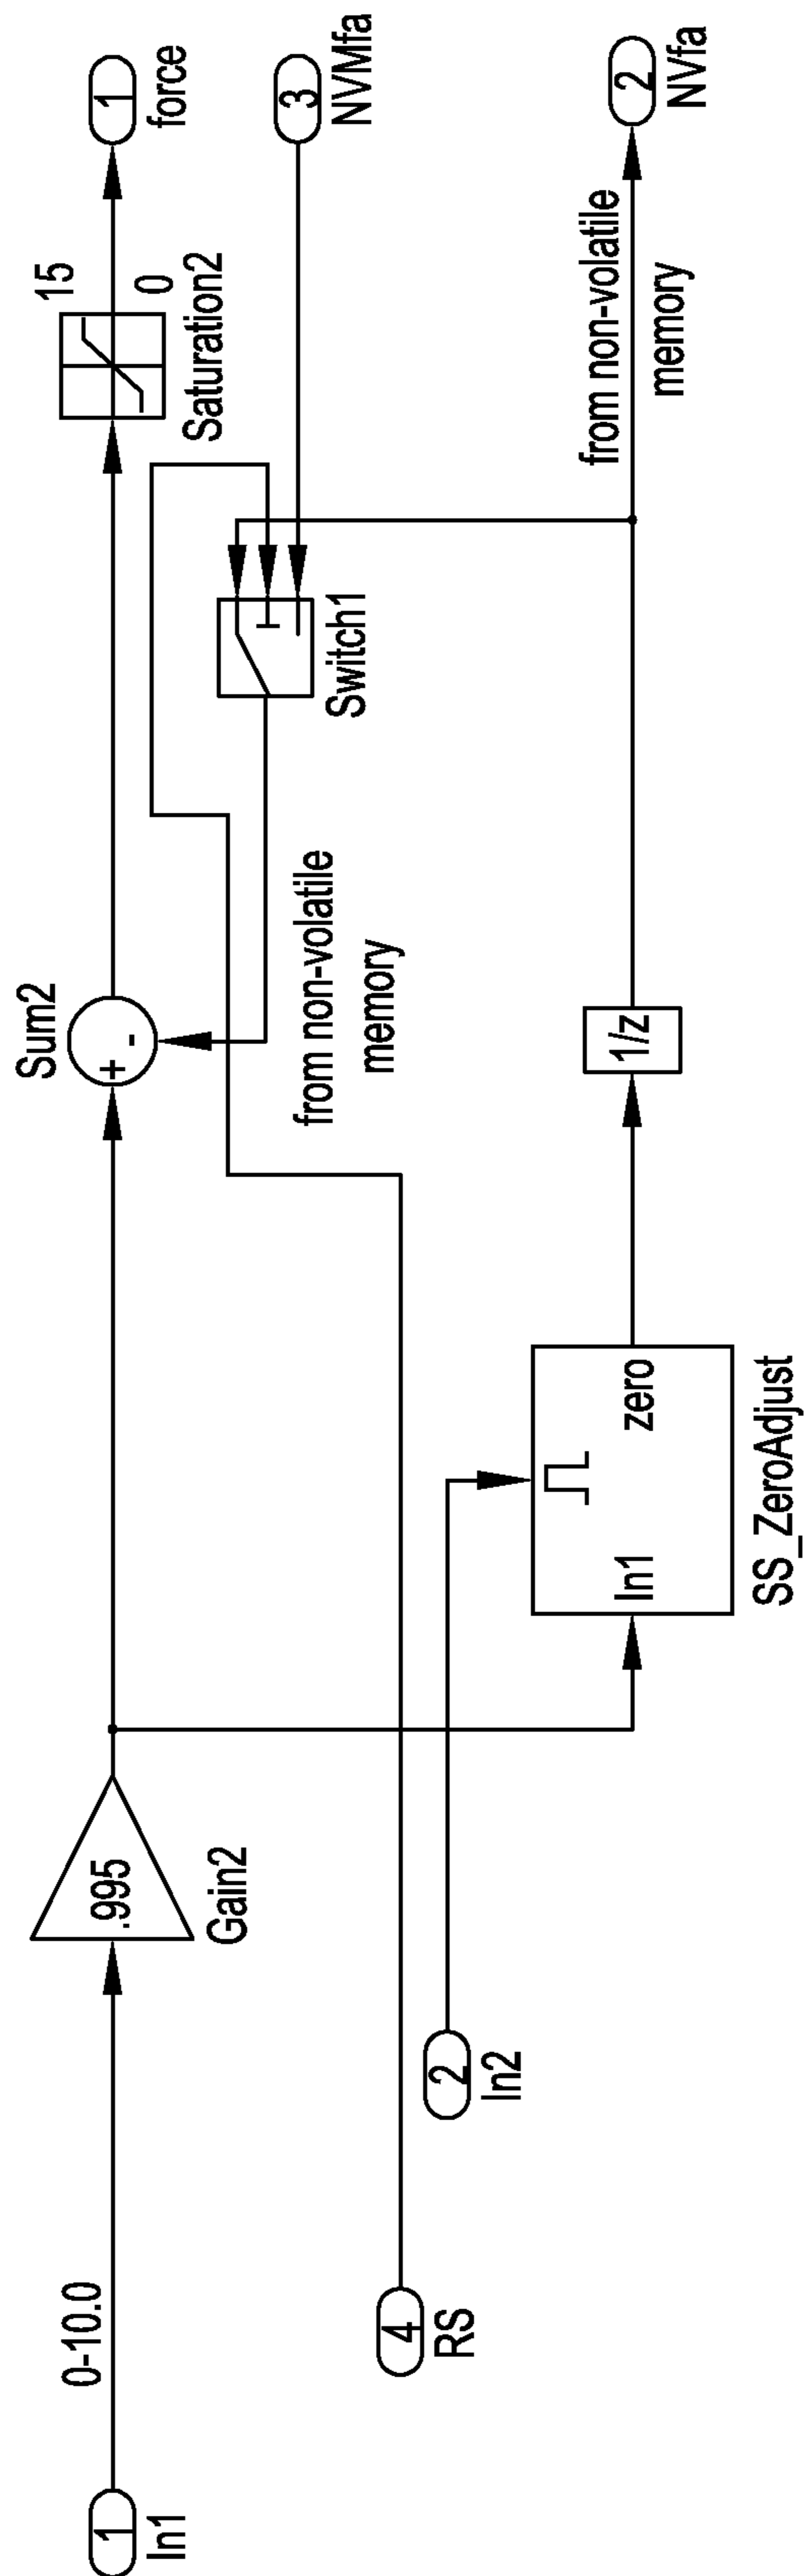 1
In1
0-10.0
.995
Gain2
4
RS
2
In2
In1
zero
SS_ZeroAdjust
1/z
Sum2
+
-
from non-volatile
memory
Switch1
15
0
Saturation2
1
force
3
NVMfa
from non-volatile
memory
2
NVfa